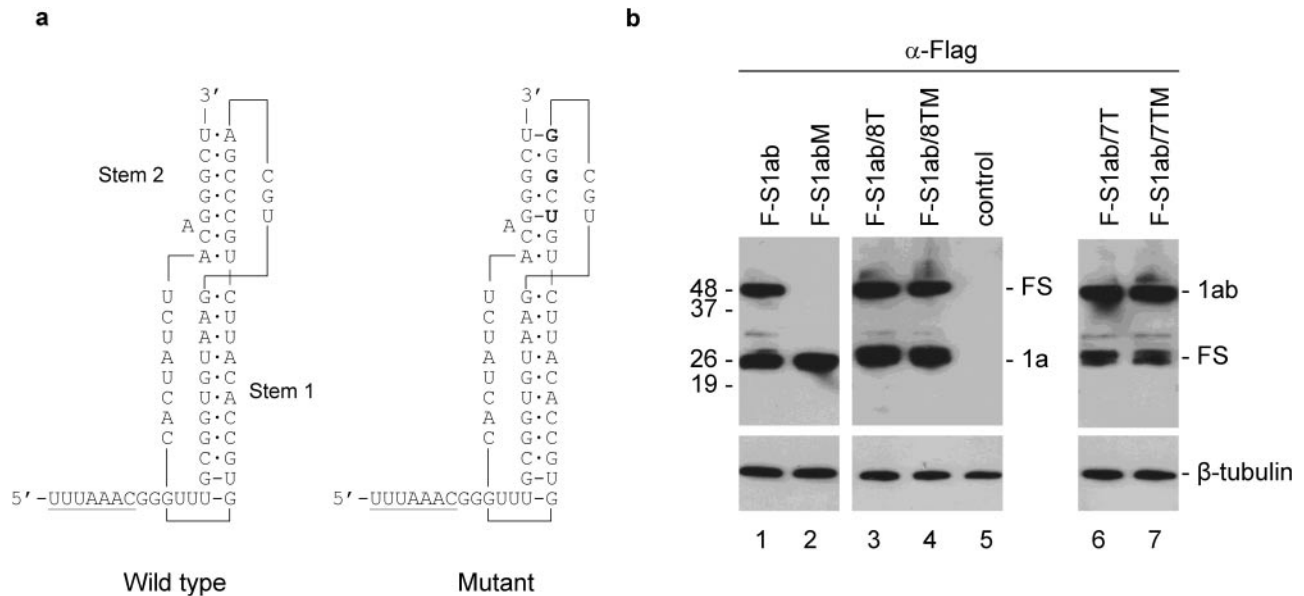 a
3′ 3′
U·A U-G
C·G C·G
Stem 2 G·C C G·G C
G·C G G·C G
A G·C U A G-U U
C·G C·G
A·U A·U
U G·C U G·C
C A·U C A·U
U A·U U A·U
A U·A A U·A
U G·C Stem 1 U G·C
C U·A C U·A
A G·C A G·C
C G·C C G·C
C·G C·G
G-U G-U
5′-UUUAAACGGGUUU-G 5′-UUUAAACGGGUUU-G
Wild type Mutant
b
α-Flag
F-S1ab
F-S1abM
F-S1ab/8T
F-S1ab/8TM
control
F-S1ab/7T
F-S1ab/7TM
48 -
37 -
26 -
19 -
- FS
- 1a
- 1ab
- FS
- β-tubulin
1 2 3 4 5 6 7